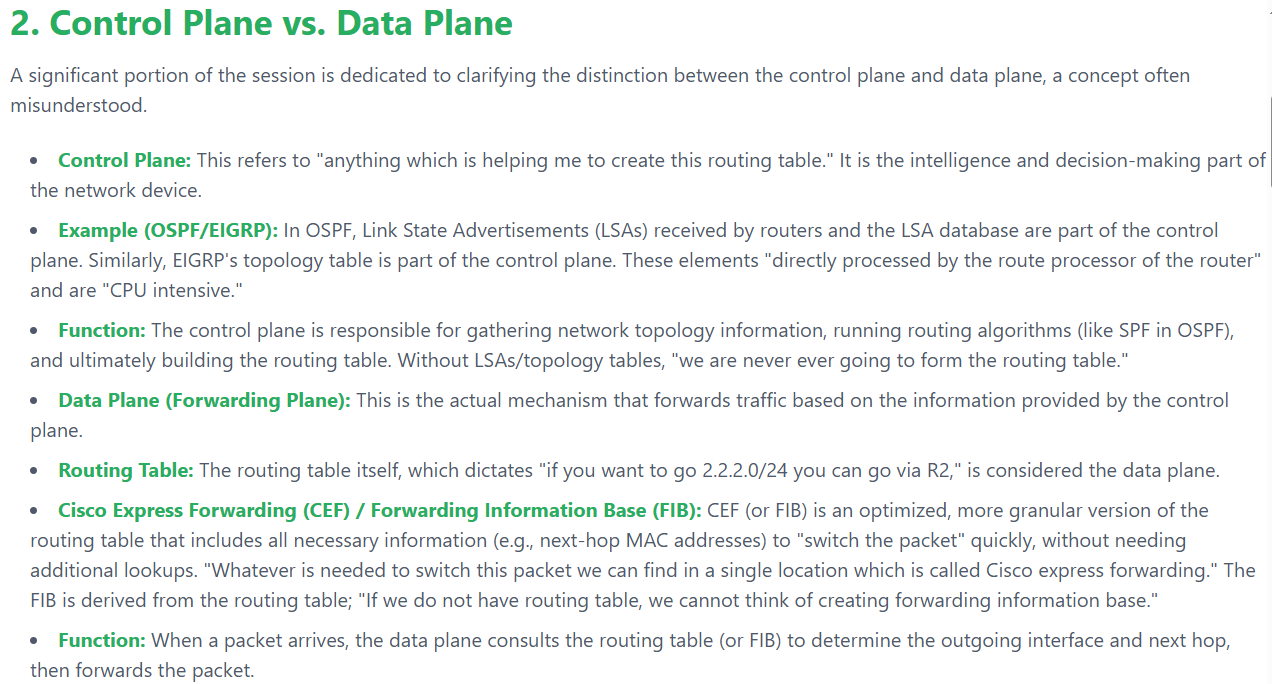 2. Control Plane vs. Data Plane
A significant portion of the session is dedicated to clarifying the distinction between the control plane and data plane, a concept often
misunderstood.
• Control Plane: This refers to "anything which is helping me to create this routing table." It is the intelligence and decision-making part of
the network device.
• Example (OSPF/EIGRP): In OSPF, Link State Advertisements (LSAs) received by routers and the LSA database are part of the control
plane. Similarly, EIGRP's topology table is part of the control plane. These elements "directly processed by the route processor of the router"
and are "CPU intensive."
• Function: The control plane is responsible for gathering network topology information, running routing algorithms (like SPF in OSPF),
and ultimately building the routing table. Without LSAs/topology tables, "we are never ever going to form the routing table."
• Data Plane (Forwarding Plane): This is the actual mechanism that forwards traffic based on the information provided by the control
plane.
• Routing Table: The routing table itself, which dictates "if you want to go 2.2.2.0/24 you can go via R2," is considered the data plane.
• Cisco Express Forwarding (CEF) / Forwarding Information Base (FIB): CEF (or FIB) is an optimized, more granular version of the
routing table that includes all necessary information (e.g., next-hop MAC addresses) to "switch the packet" quickly, without needing
additional lookups. "Whatever is needed to switch this packet we can find in a single location which is called Cisco express forwarding." The
FIB is derived from the routing table; "If we do not have routing table, we cannot think of creating forwarding information base."
• Function: When a packet arrives, the data plane consults the routing table (or FIB) to determine the outgoing interface and next hop,
then forwards the packet.